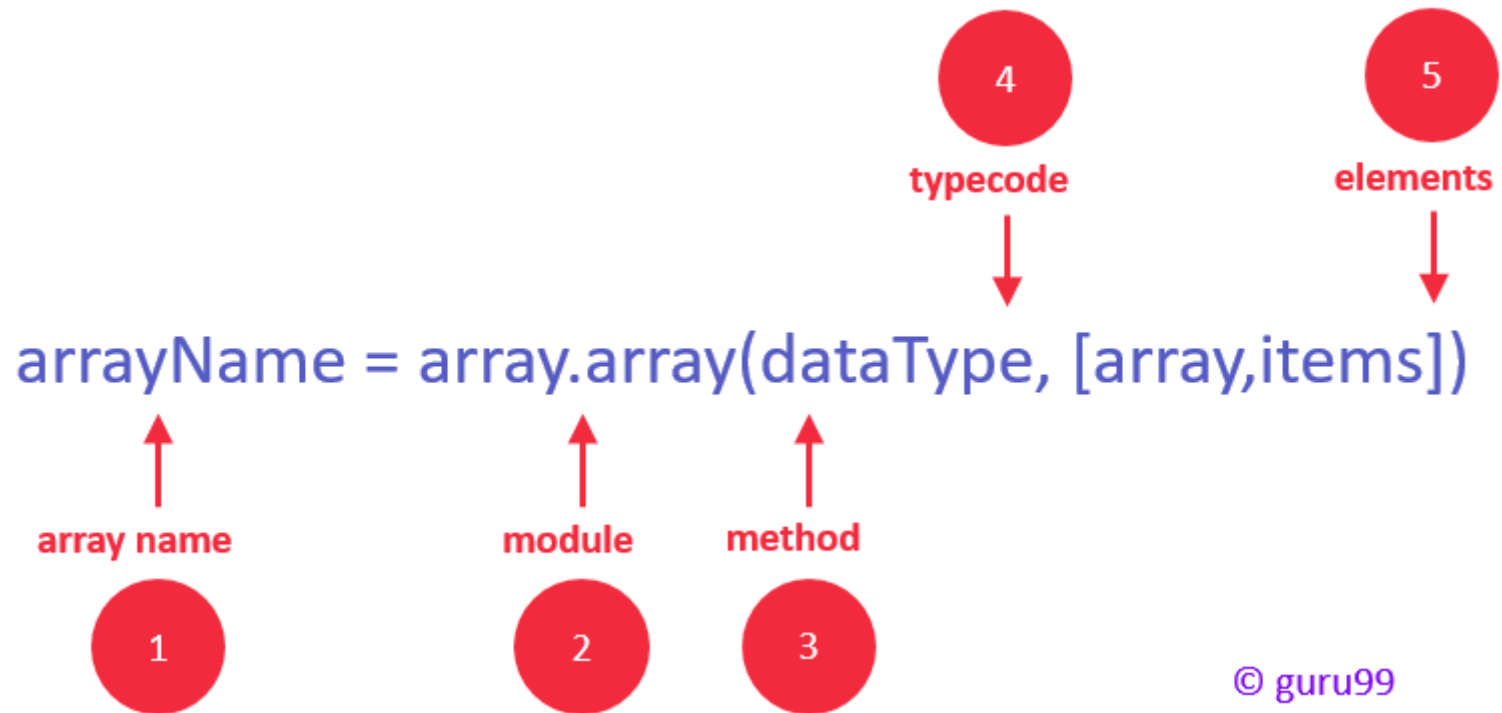 4 5
typecode elements
arrayName = array.array(dataType, [array,items])
array name module method
1 2 3
© guru99